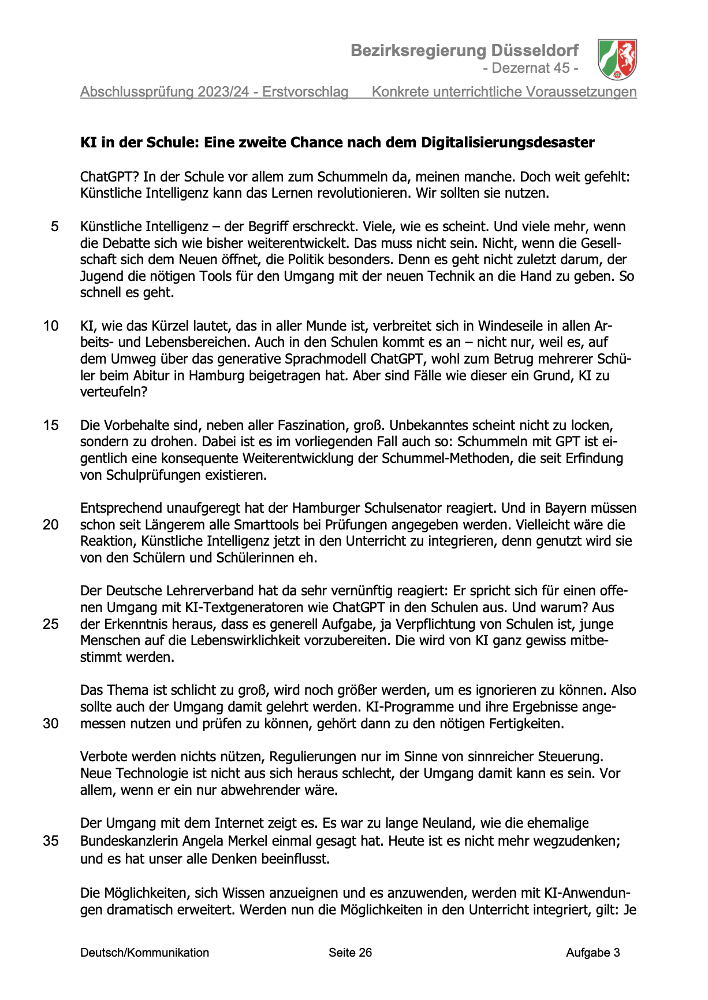 Bezirksregierung Düsseldorf
- Dezernat 45 -
Abschlussprüfung 2023/24 - Erstvorschlag Konkrete unterrichtliche Voraussetzungen
KI in der Schule: Eine zweite Chance nach dem Digitalisierungsdesaster
ChatGPT? In der Schule vor allem zum Schummeln da, meinen manche. Doch weit gefehlt:
Künstliche Intelligenz kann das Lernen revolutionieren. Wir sollten sie nutzen.
5 Künstliche Intelligenz – der Begriff erschreckt. Viele, wie es scheint. Und viele mehr, wenn
die Debatte sich wie bisher weiterentwickelt. Das muss nicht sein. Nicht, wenn die Gesell-
schaft sich dem Neuen öffnet, die Politik besonders. Denn es geht nicht zuletzt darum, der
Jugend die nötigen Tools für den Umgang mit der neuen Technik an die Hand zu geben. So
schnell es geht.
10 KI, wie das Kürzel lautet, das in aller Munde ist, verbreitet sich in Windeseile in allen Ar-
beits- und Lebensbereichen. Auch in den Schulen kommt es an – nicht nur, weil es, auf
dem Umweg über das generative Sprachmodell ChatGPT, wohl zum Betrug mehrerer Schü-
ler beim Abitur in Hamburg beigetragen hat. Aber sind Fälle wie dieser ein Grund, KI zu
verteufeln?
15 Die Vorbehalte sind, neben aller Faszination, groß. Unbekanntes scheint nicht zu locken,
sondern zu drohen. Dabei ist es im vorliegenden Fall auch so: Schummeln mit GPT ist ei-
gentlich eine konsequente Weiterentwicklung der Schummel-Methoden, die seit Erfindung
von Schulprüfungen existieren.
Entsprechend unaufgeregt hat der Hamburger Schulsenator reagiert. Und in Bayern müssen
20 schon seit Längerem alle Smarttools bei Prüfungen angegeben werden. Vielleicht wäre die
Reaktion, Künstliche Intelligenz jetzt in den Unterricht zu integrieren, denn genutzt wird sie
von den Schülern und Schülerinnen eh.
Der Deutsche Lehrerverband hat da sehr vernünftig reagiert: Er spricht sich für einen offe-
nen Umgang mit KI-Textgeneratoren wie ChatGPT in den Schulen aus. Und warum? Aus
25 der Erkenntnis heraus, dass es generell Aufgabe, ja Verpflichtung von Schulen ist, junge
Menschen auf die Lebenswirklichkeit vorzubereiten. Die wird von KI ganz gewiss mitbe-
stimmt werden.
Das Thema ist schlicht zu groß, wird noch größer werden, um es ignorieren zu können. Also
sollte auch der Umgang damit gelehrt werden. KI-Programme und ihre Ergebnisse ange-
30 messen nutzen und prüfen zu können, gehört dann zu den nötigen Fertigkeiten.
Verbote werden nichts nützen, Regulierungen nur im Sinne von sinnreicher Steuerung.
Neue Technologie ist nicht aus sich heraus schlecht, der Umgang damit kann es sein. Vor
allem, wenn er ein nur abwehrender wäre.
Der Umgang mit dem Internet zeigt es. Es war zu lange Neuland, wie die ehemalige
35 Bundeskanzlerin Angela Merkel einmal gesagt hat. Heute ist es nicht mehr wegzudenken;
und es hat unser alle Denken beeinflusst.
Die Möglichkeiten, sich Wissen anzueignen und es anzuwenden, werden mit KI-Anwendun-
gen dramatisch erweitert. Werden nun die Möglichkeiten in den Unterricht integriert, gilt: Je
Deutsch/Kommunikation Seite 26 Aufgabe 3